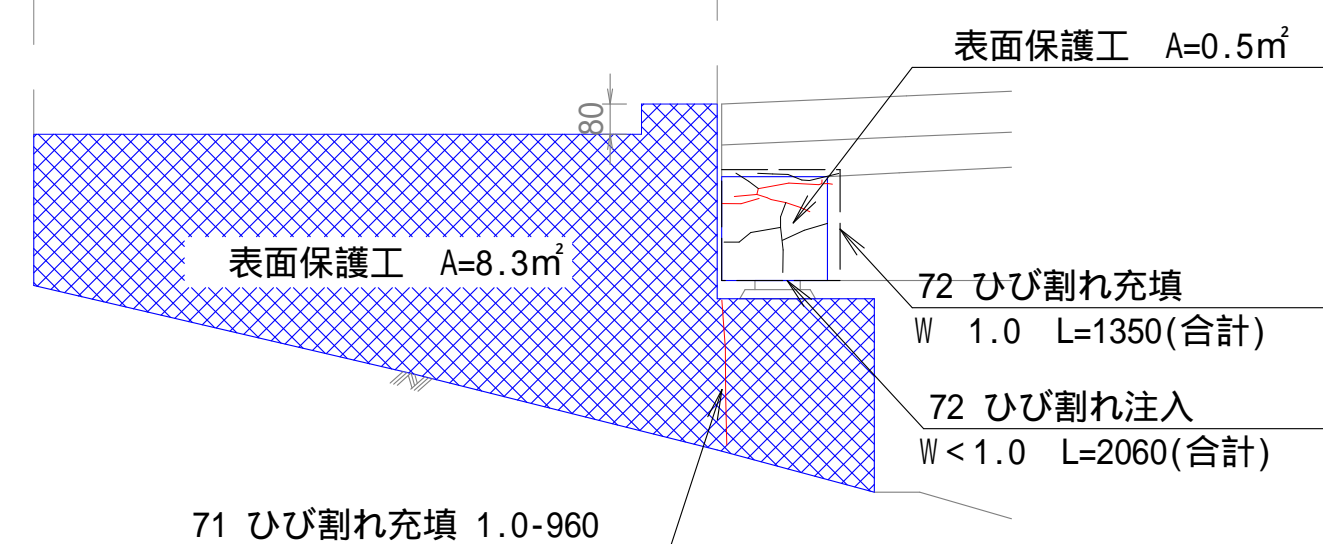 表面保護工 A=0.5㎡
80
表面保護工 A=8.3㎡
72 ひび割れ充填
W 1.0 L=1350(合計)
72 ひび割れ注入
W<1.0 L=2060(合計)
71 ひび割れ充填 1.0-960